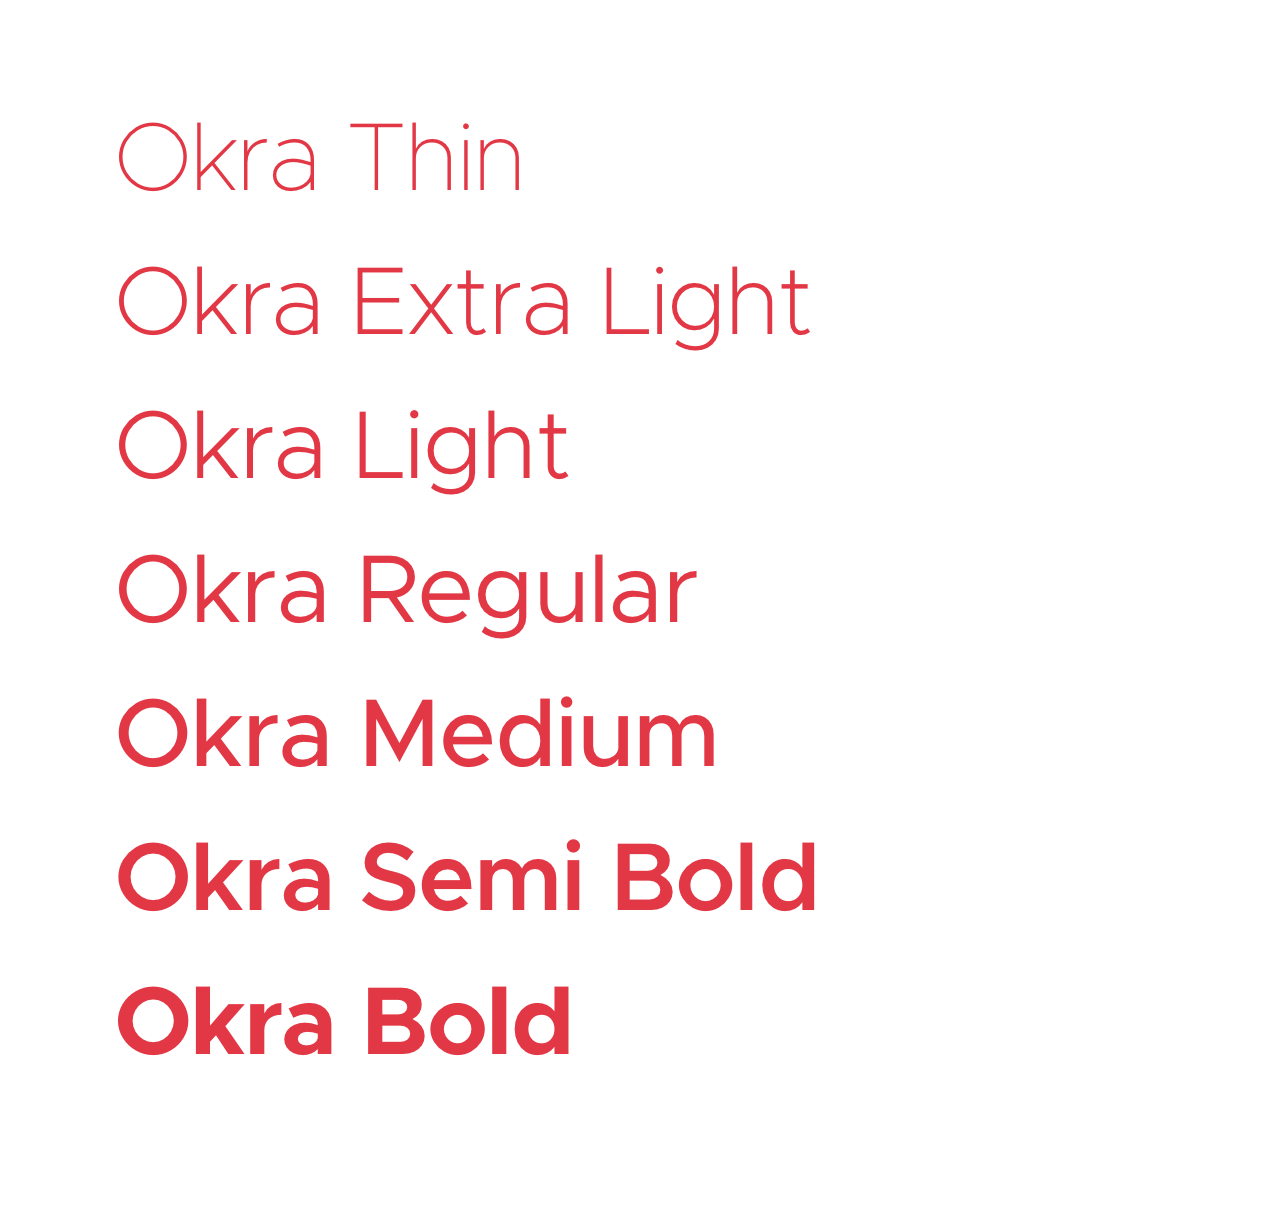 Okra Thin
Okra Extra Light
Okra Light
Okra Regular
Okra Medium
Okra Semi Bold
Okra Bold